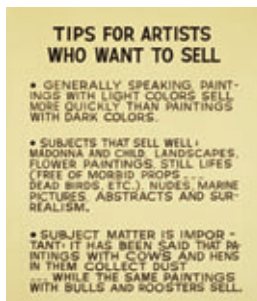 TIPS FOR ARTISTS
WHO WANT TO SELL
• GENERALLY SPEAKING, PAINT-
INGS WITH LIGHT COLORS SELL
MORE QUICKLY THAN PAINTINGS
WITH DARK COLORS.
• SUBJECTS THAT SELL WELL:
MADONNA AND CHILD, LANDSCAPES,
FLOWER PAINTINGS, STILL LIFES
(FREE OF MORBID PROPS ---
DEAD BIRDS, ETC.), NUDES, MARINE
PICTURES, ABSTRACTS AND SUR-
REALISM.
• SUBJECT MATTER IS IMPOR -
TANT: IT HAS BEEN SAID THAT PA-
INTINGS WITH COWS AND HENS
IN THEM COLLECT DUST
--- WHILE THE SAME PAINTINGS
WITH BULLS AND ROOSTERS SELL.